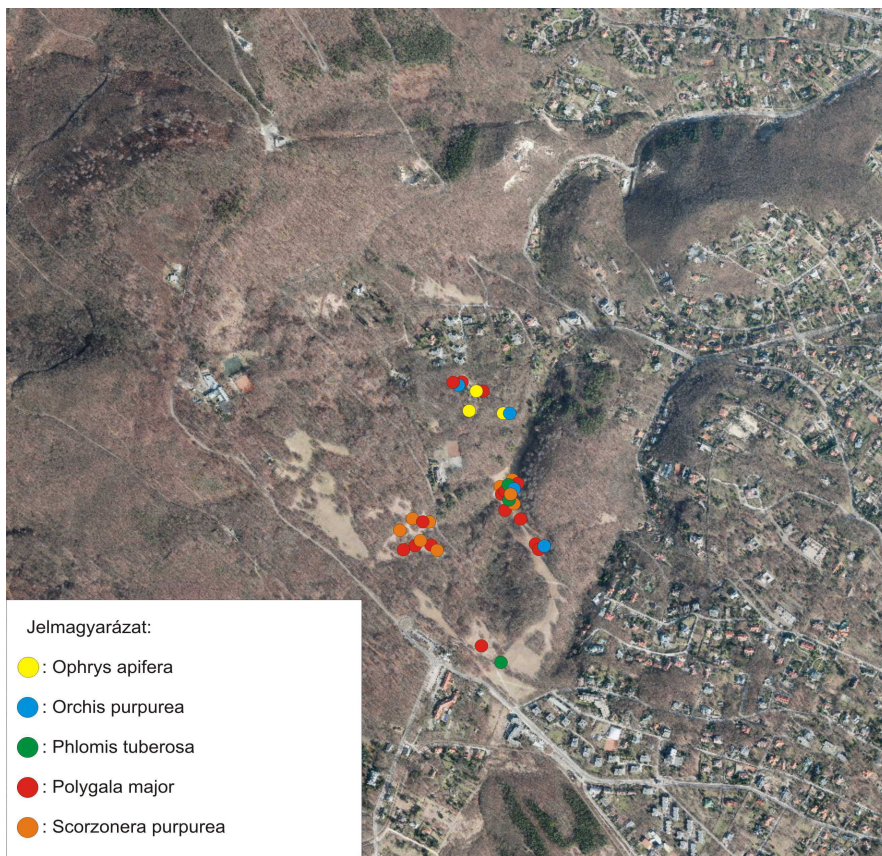 Jelmagyarázat:
: Ophrys apifera
: Orchis purpurea
: Phlomis tuberosa
: Polygala major
: Scorzonera purpurea